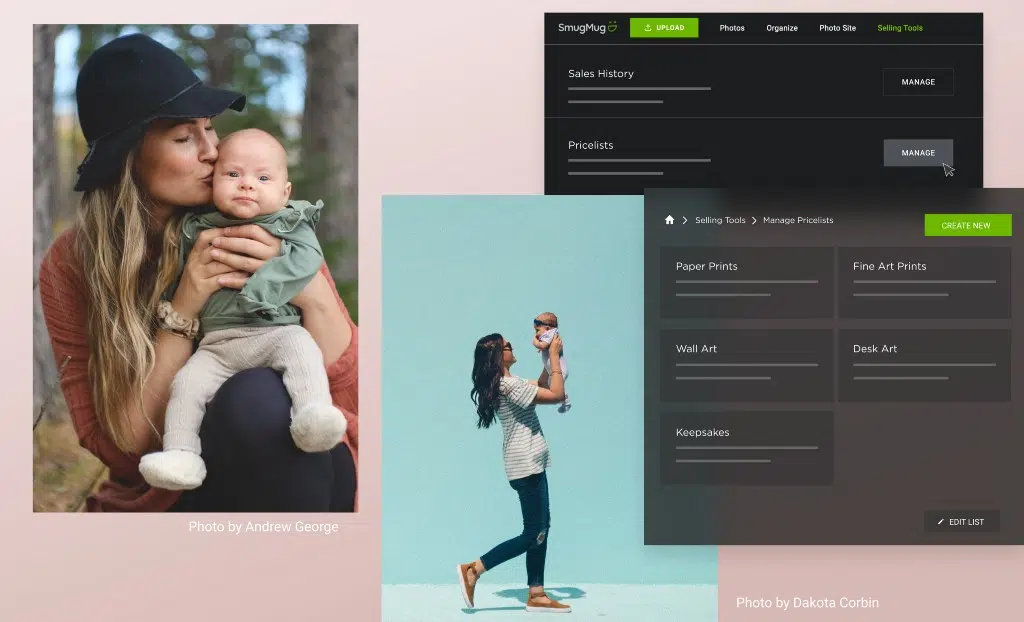 SmugMug
UPLOAD
Photos
Organize
Photo Site
Selling Tools
Sales History
MANAGE
Pricelists
MANAGE
Selling Tools
Manage Pricelists
CREATE NEW
Paper Prints
Fine Art Prints
Wall Art
Desk Art
Keepsakes
EDIT LIST
Photo by Andrew George
Photo by Dakota Corbin